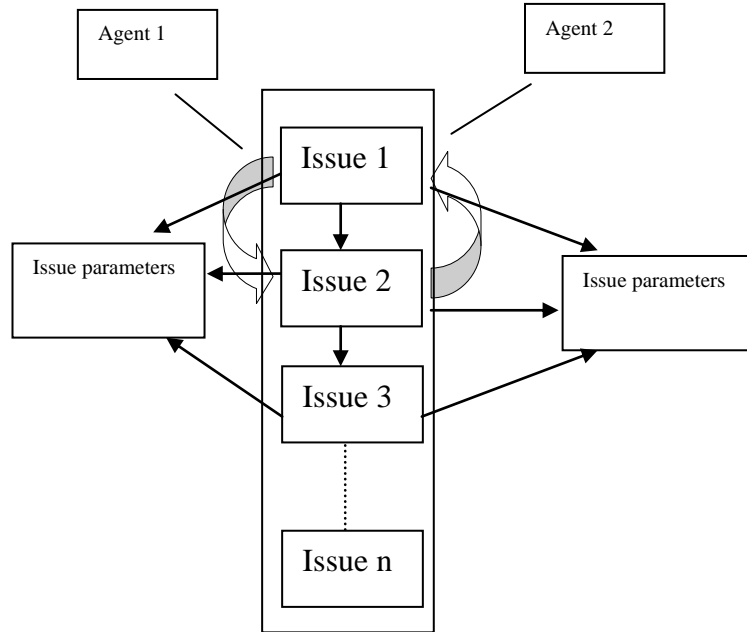 Agent 1
Agent 2
Issue 1
Issue parameters
Issue 2
Issue parameters
Issue 3
Issue n